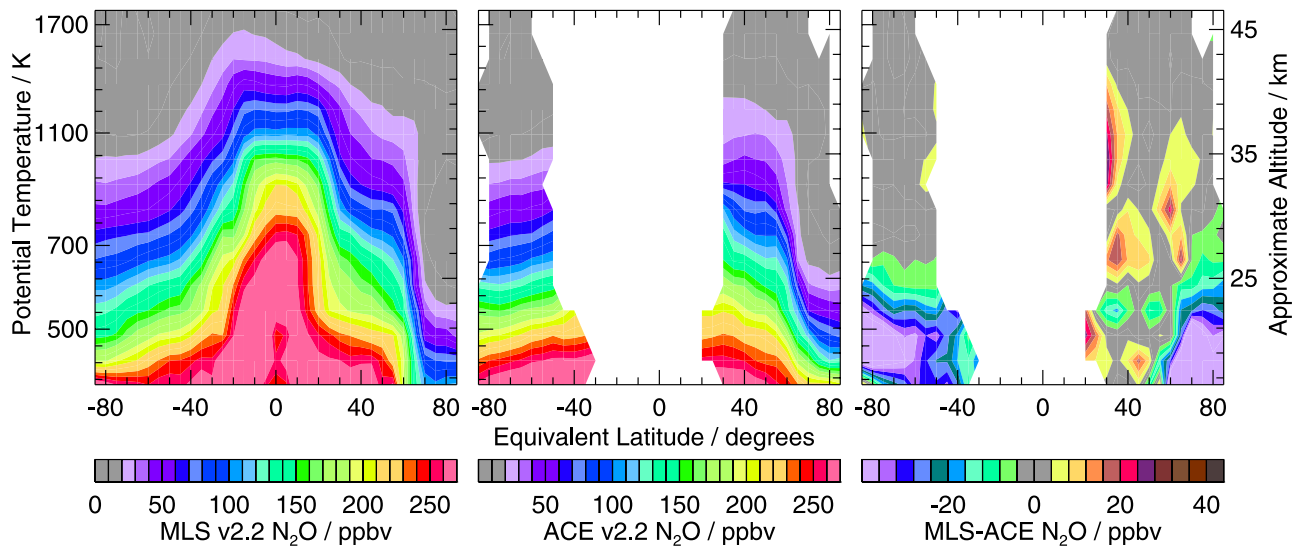 Potential Temperature / K
1700
1100
700
500
-80 -40 0 40 80
-80 -40 0 40 80
-80 -40 0 40 80
45
35
25
Approximate Altitude / km
Equivalent Latitude / degrees
0 50 100 150 200 250
MLS v2.2 N₂O / ppbv
50 100 150 200 250
ACE v2.2 N₂O / ppbv
-20 0 20 40
MLS-ACE N₂O / ppbv